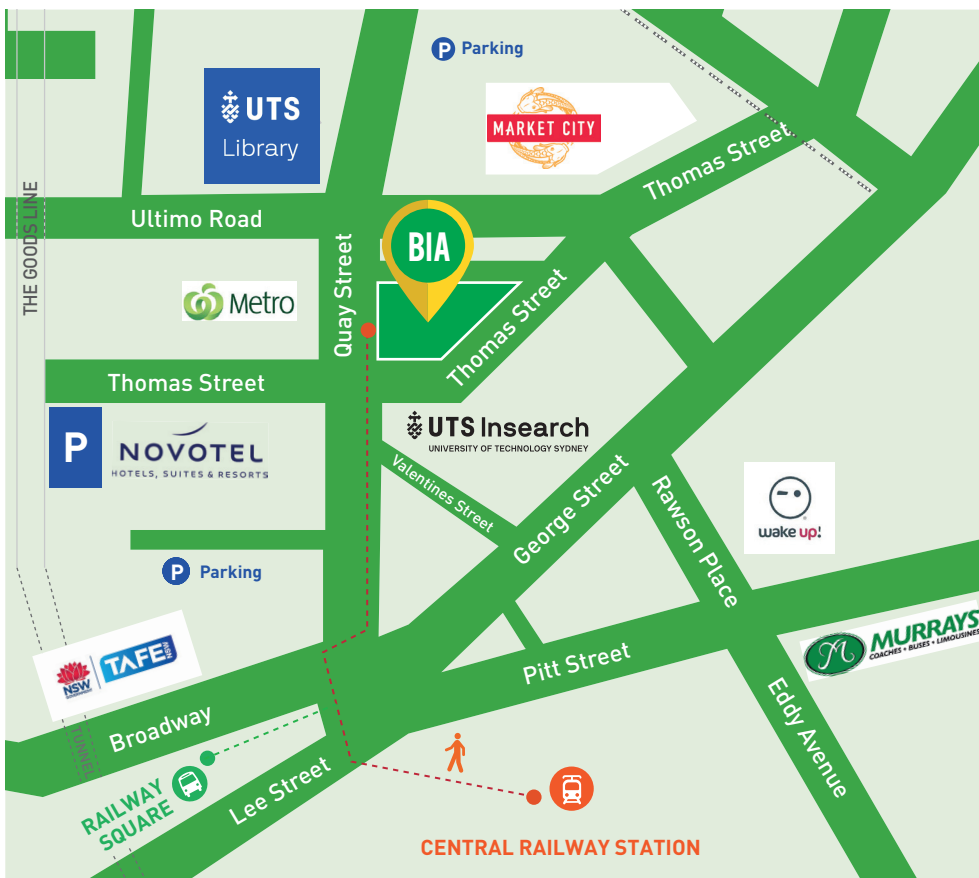 P Parking
UTS
Library
MARKET CITY
Thomas Street
Ultimo Road
THE GOODS LINE
BIA
Quay Street
Metro
Thomas Street
Thomas Street
P
NOVOTEL
HOTELS, SUITES & RESORTS
UTS Insearch
UNIVERSITY OF TECHNOLOGY SYDNEY
Valentines Street
George Street
Rawson Place
wake up!
P Parking
NSW
GOVERNMENT
TAFE NSW
MURRAYS
COACHES • BUSES • LIMOUSINES
M
Pitt Street
Eddy Avenue
Broadway
TUNNEL
Lee Street
RAILWAY
SQUARE
CENTRAL RAILWAY STATION